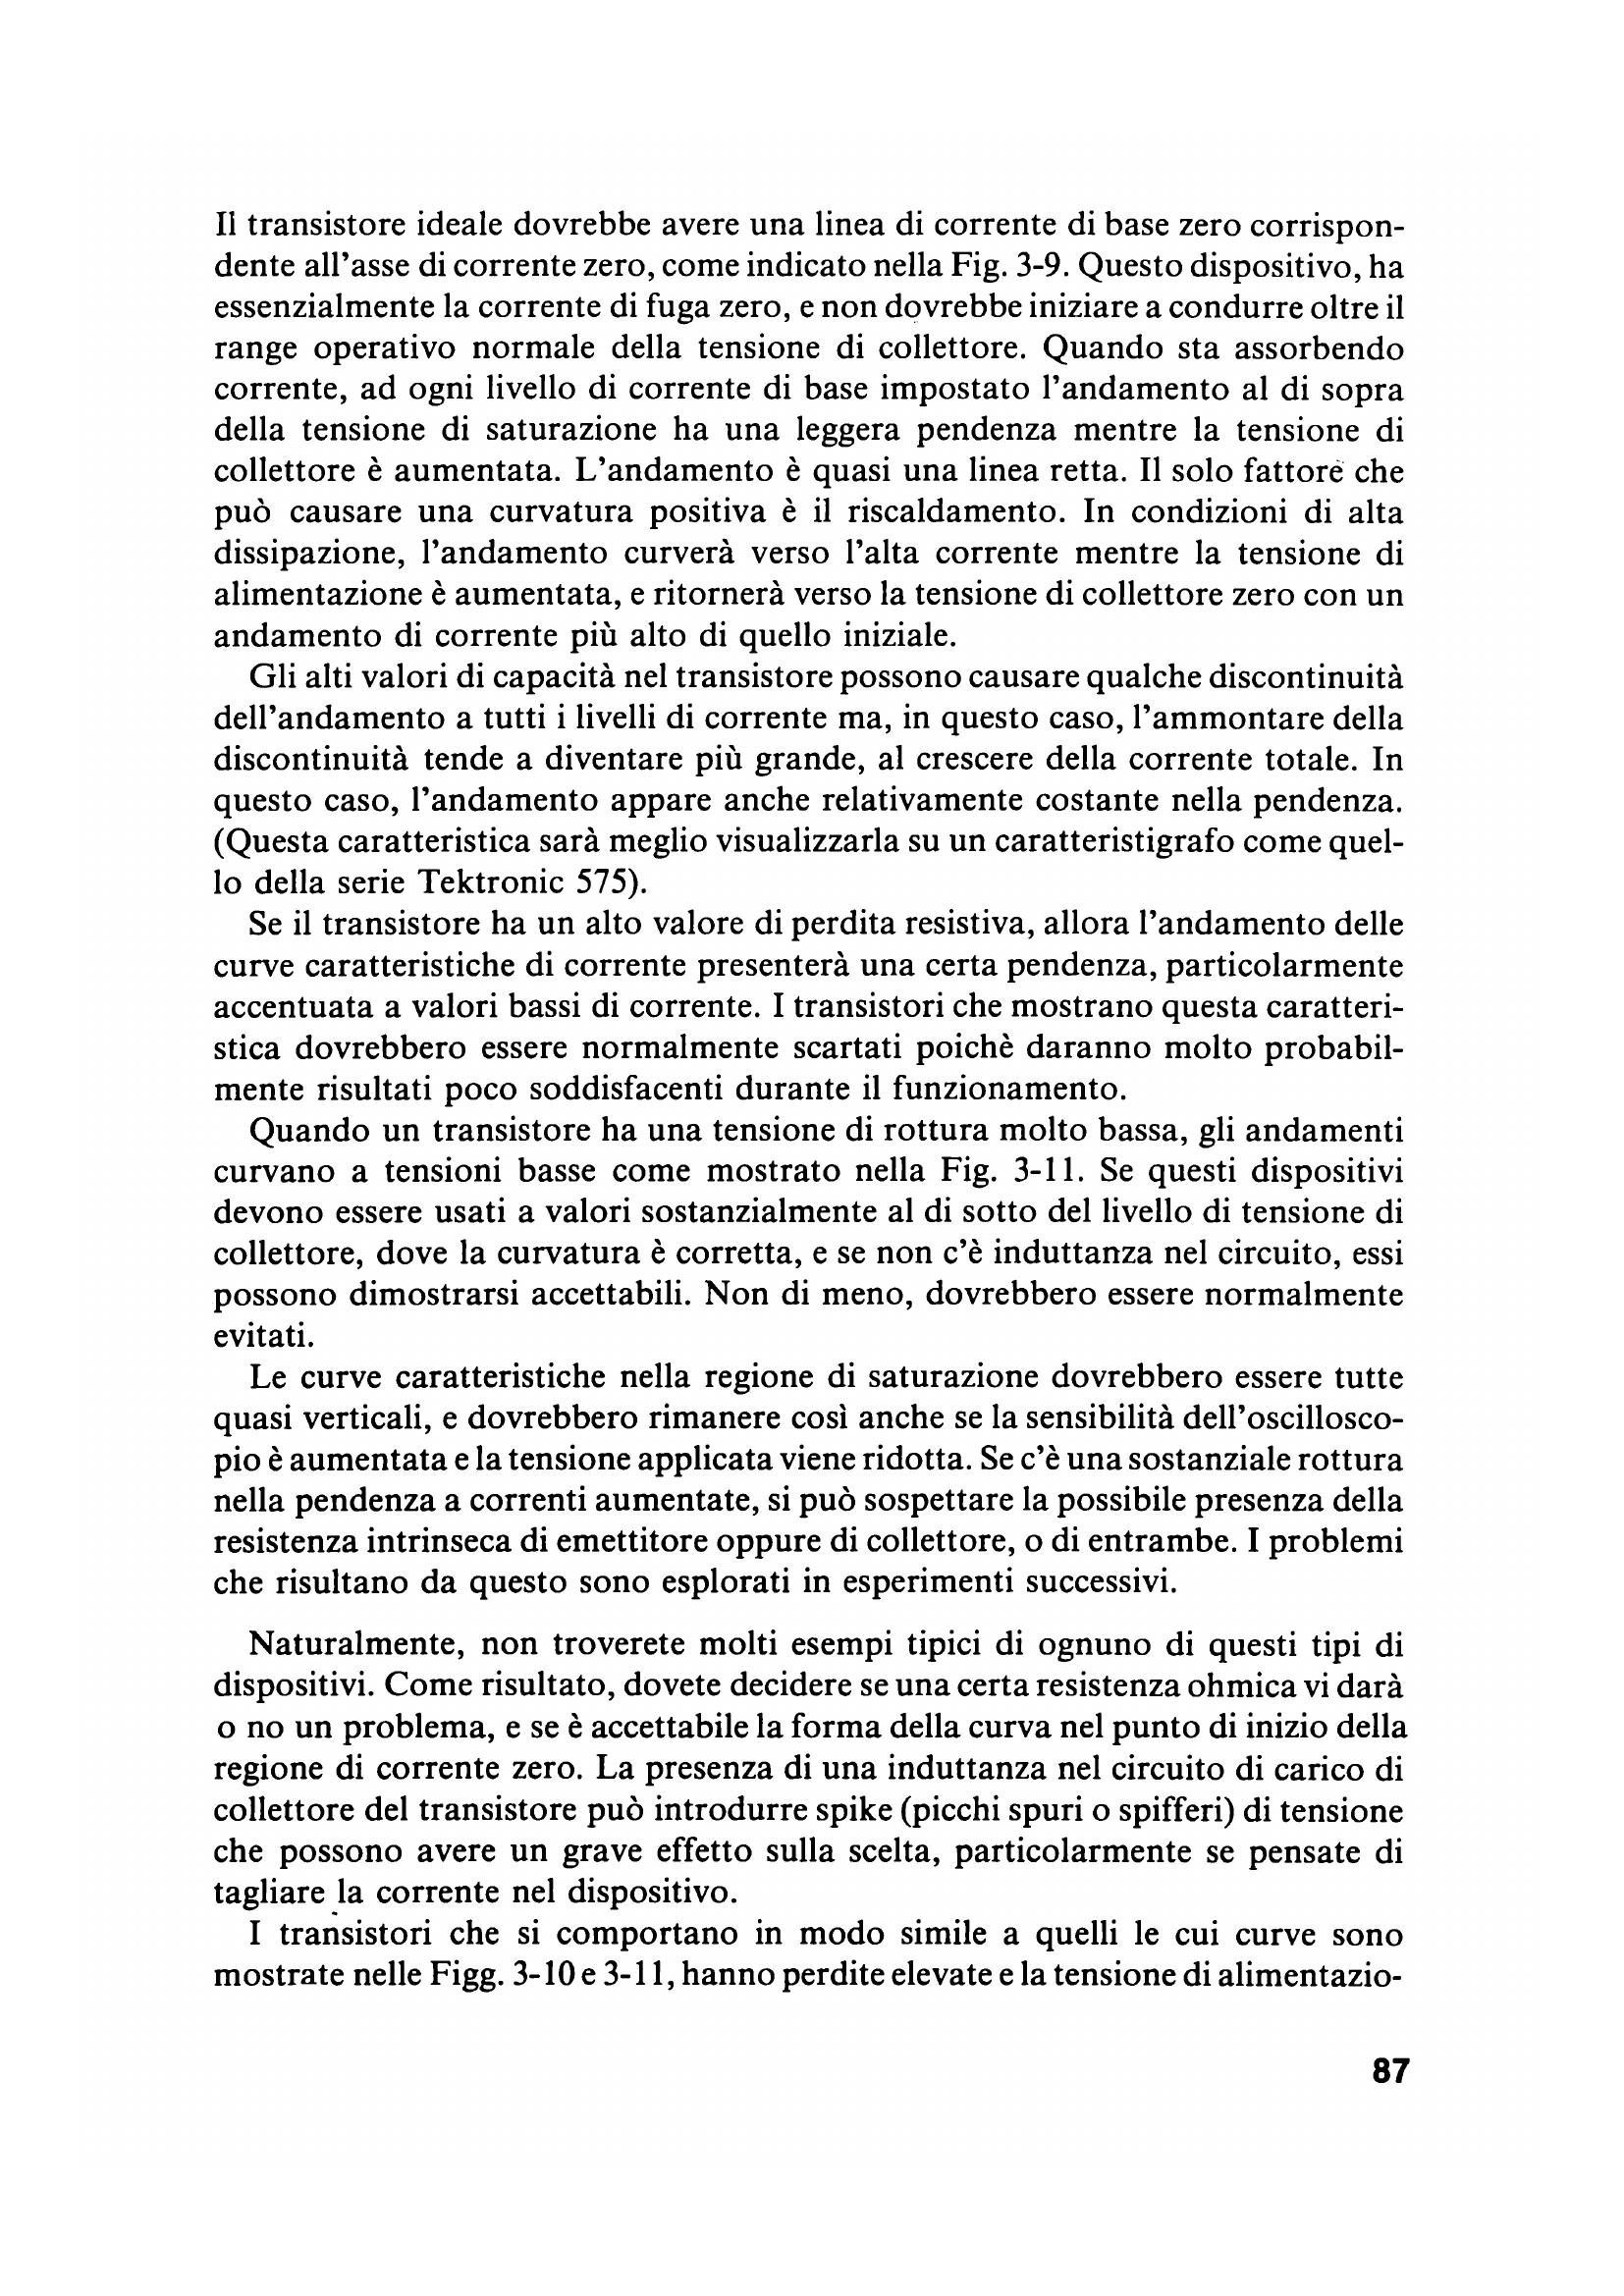 Il transistore ideale dovrebbe avere una linea di corrente di base zero corrispon-
dente all'asse di corrente zero, come indicato nella Fig. 3-9. Questo dispositivo, ha
essenzialmente la corrente di fuga zero, e non dovrebbe iniziare a condurre oltre il
range operativo normale della tensione di collettore. Quando sta assorbendo
corrente, ad ogni livello di corrente di base impostato l'andamento al di sopra
della tensione di saturazione ha una leggera pendenza mentre la tensione di
collettore è aumentata. L'andamento è quasi una linea retta. Il solo fattore che
può causare una curvatura positiva è il riscaldamento. In condizioni di alta
dissipazione, l'andamento curverà verso l'alta corrente mentre la tensione di
alimentazione è aumentata, e ritornerà verso la tensione di collettore zero con un
andamento di corrente più alto di quello iniziale.
Gli alti valori di capacità nel transistore possono causare qualche discontinuità
dell'andamento a tutti i livelli di corrente ma, in questo caso, l'ammontare della
discontinuità tende a diventare più grande, al crescere della corrente totale. In
questo caso, l'andamento appare anche relativamente costante nella pendenza.
(Questa caratteristica sarà meglio visualizzarla su un caratteristigrafo come quel-
lo della serie Tektronic 575).
Se il transistore ha un alto valore di perdita resistiva, allora l'andamento delle
curve caratteristiche di corrente presenterà una certa pendenza, particolarmente
accentuata a valori bassi di corrente. I transistori che mostrano questa caratteri-
stica dovrebbero essere normalmente scartati poichè daranno molto probabil-
mente risultati poco soddisfacenti durante il funzionamento.
Quando un transistore ha una tensione di rottura molto bassa, gli andamenti
curvano a tensioni basse come mostrato nella Fig. 3-11. Se questi dispositivi
devono essere usati a valori sostanzialmente al di sotto del livello di tensione di
collettore, dove la curvatura è corretta, e se non c'è induttanza nel circuito, essi
possono dimostrarsi accettabili. Non di meno, dovrebbero essere normalmente
evitati.
Le curve caratteristiche nella regione di saturazione dovrebbero essere tutte
quasi verticali, e dovrebbero rimanere così anche se la sensibilità dell'oscillosco-
pio è aumentata e la tensione applicata viene ridotta. Se c'è una sostanziale rottura
nella pendenza a correnti aumentate, si può sospettare la possibile presenza della
resistenza intrinseca di emettitore oppure di collettore, o di entrambe. I problemi
che risultano da questo sono esplorati in esperimenti successivi.
Naturalmente, non troverete molti esempi tipici di ognuno di questi tipi di
dispositivi. Come risultato, dovete decidere se una certa resistenza ohmica vi darà
o no un problema, e se è accettabile la forma della curva nel punto di inizio della
regione di corrente zero. La presenza di una induttanza nel circuito di carico di
collettore del transistore può introdurre spike (picchi spuri o spifferi) di tensione
che possono avere un grave effetto sulla scelta, particolarmente se pensate di
tagliare la corrente nel dispositivo.
I transistori che si comportano in modo simile a quelli le cui curve sono
mostrate nelle Figg. 3-10 e 3-11, hanno perdite elevate e la tensione di alimentazio-
87